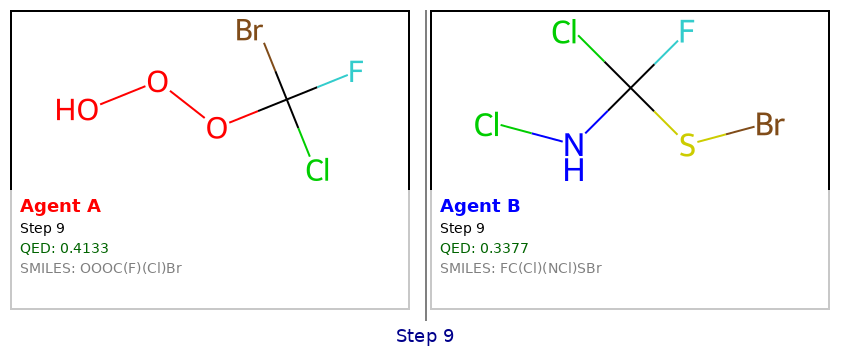 Br
F
O
HO
O
Cl
Agent A
Step 9
QED: 0.4133
SMILES: OOOC(F)(Cl)Br
Cl
F
Cl
Br
N
H
S
Agent B
Step 9
QED: 0.3377
SMILES: FC(Cl)(NCl)SBr
Step 9